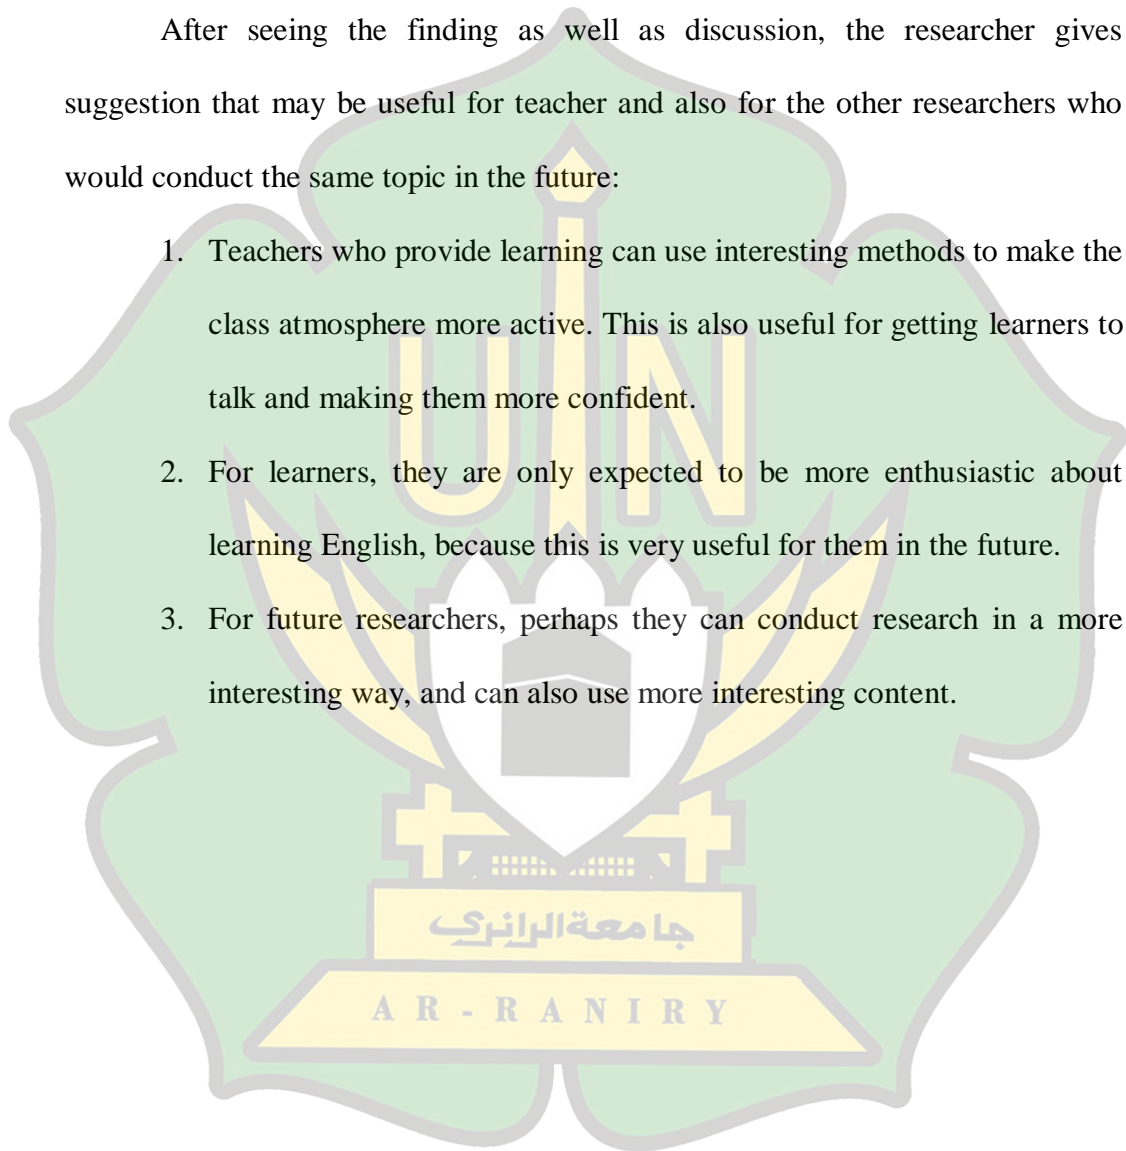 After seeing the finding as well as discussion, the researcher gives
suggestion that may be useful for teacher and also for the other researchers who
would conduct the same topic in the future:
1. Teachers who provide learning can use interesting methods to make the
class atmosphere more active. This is also useful for getting learners to
talk and making them more confident.
2. For learners, they are only expected to be more enthusiastic about
learning English, because this is very useful for them in the future.
3. For future researchers, perhaps they can conduct research in a more
interesting way, and can also use more interesting content.
UIN
جامعة الرانري
AR-RANIRY